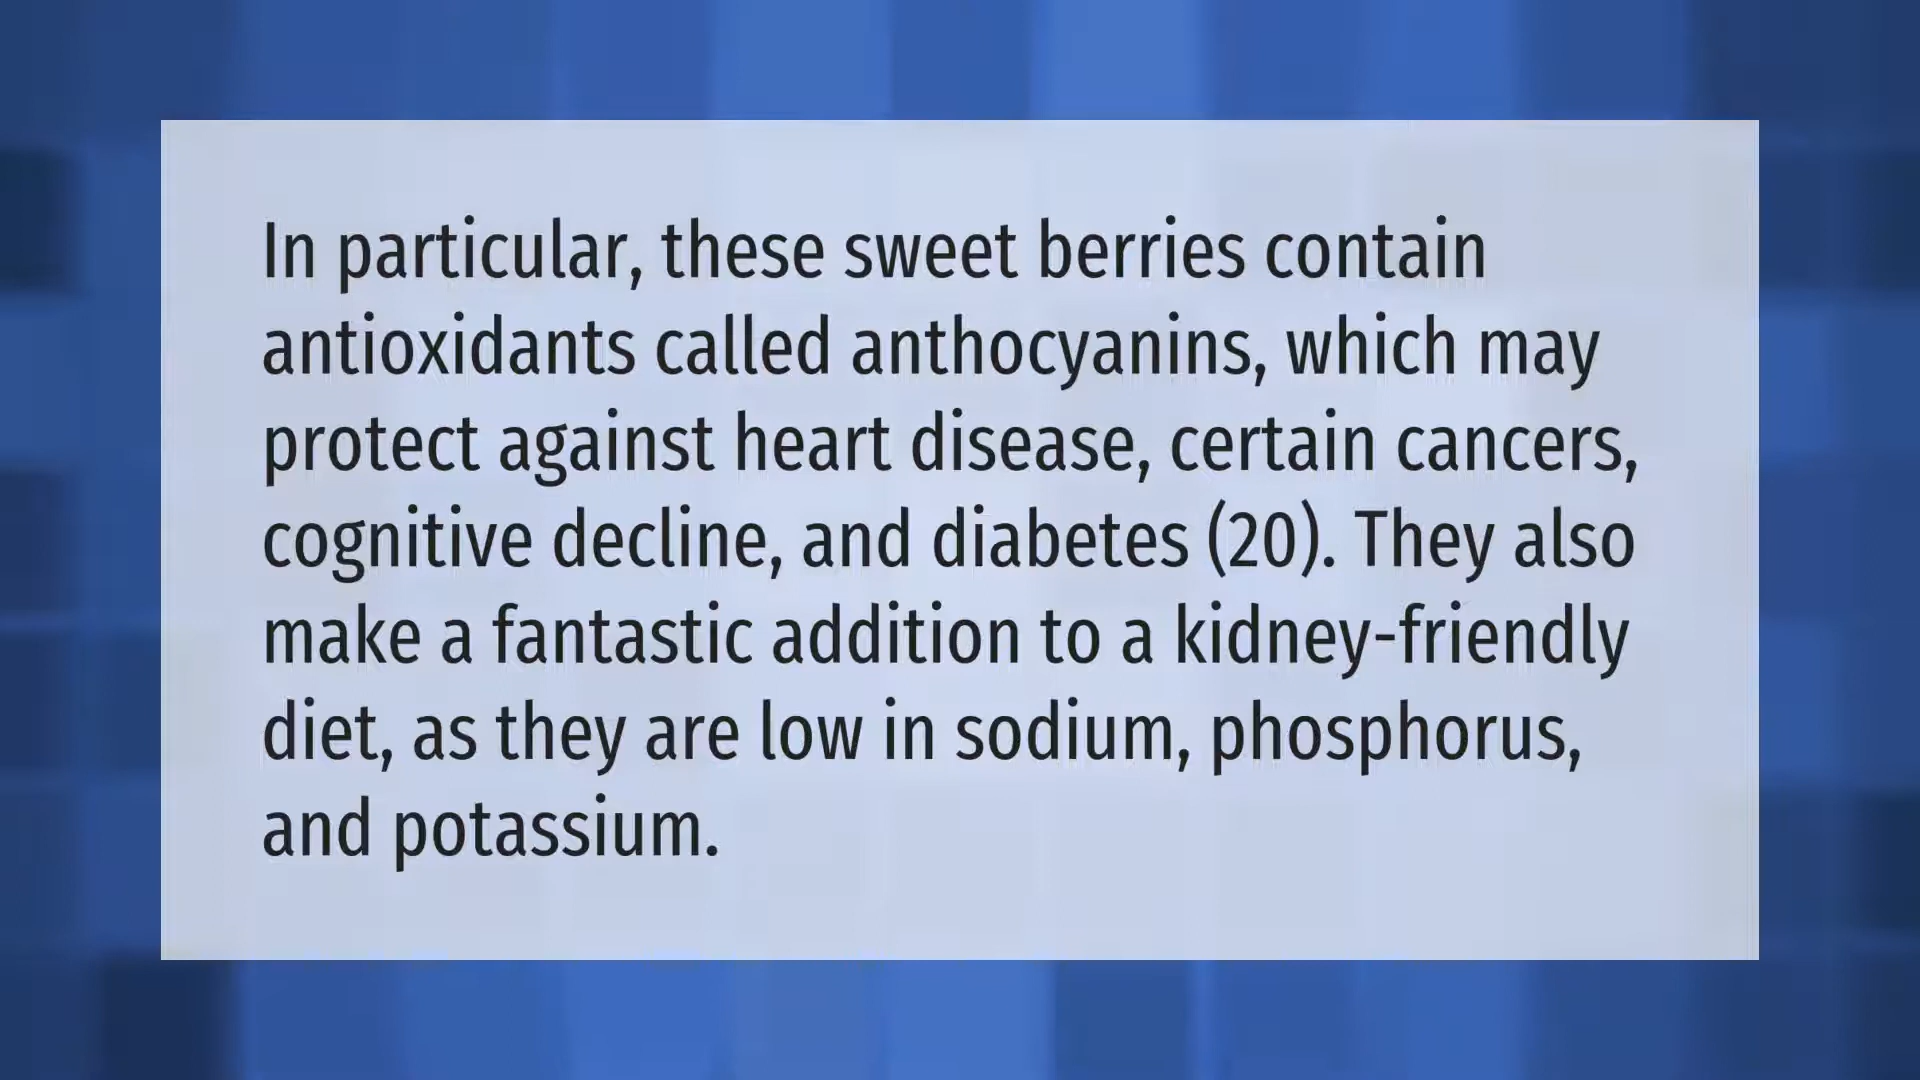 In particular, these sweet berries contain
antioxidants called anthocyanins, which may
protect against heart disease, certain cancers,
cognitive decline, and diabetes (20). They also
make a fantastic addition to a kidney-friendly
diet, as they are low in sodium, phosphorus,
and potassium.